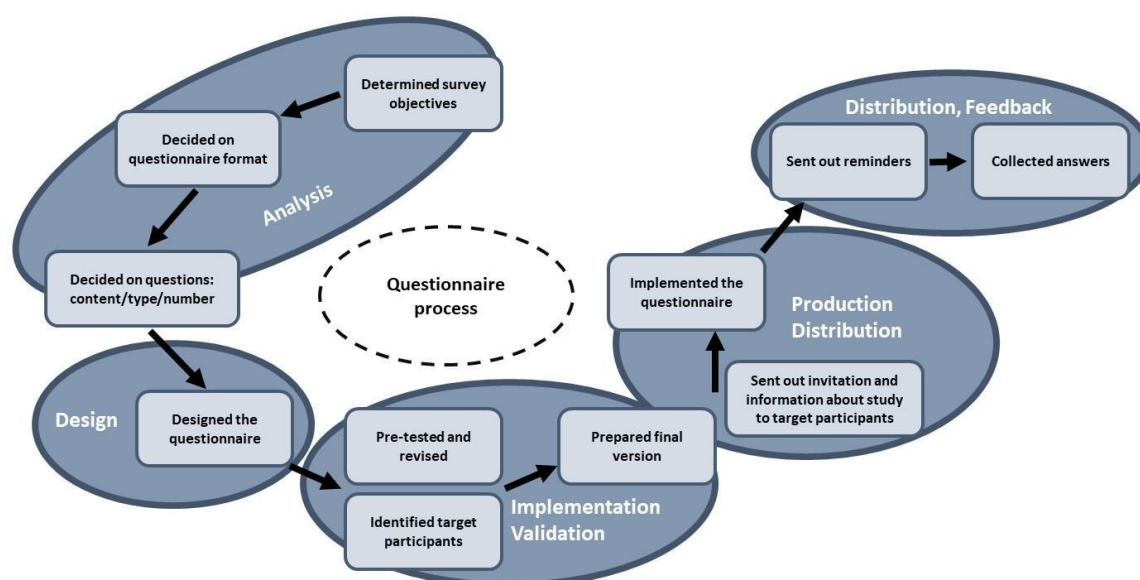 Determined survey
objectives
Decided on
questionnaire format
Analysis
Decided on questions:
content/type/number
Questionnaire
process
Design
Designed the
questionnaire
Pre-tested and
revised
Identified target
participants
Prepared final
version
Implementation
Validation
Sent out invitation and
information about study
to target participants
Implemented the
questionnaire
Production
Distribution
Distribution, Feedback
Sent out reminders
Collected answers